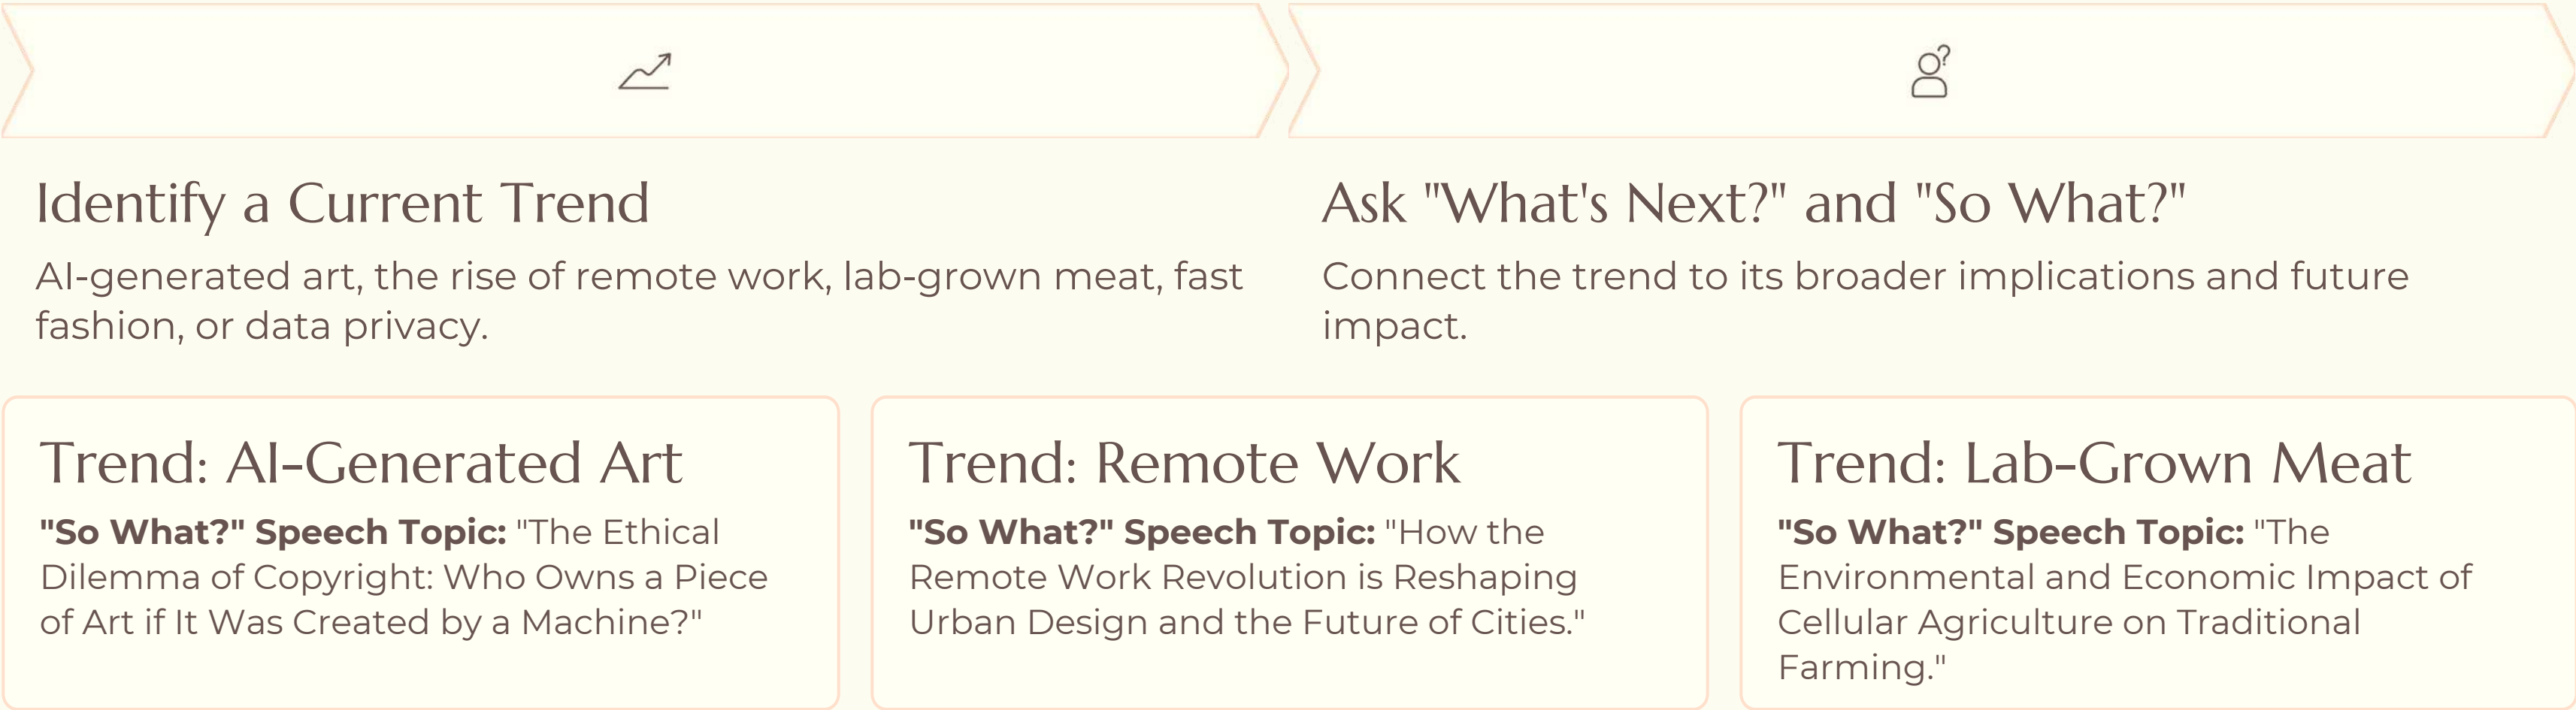 Identify a Current Trend
AI-generated art, the rise of remote work, lab-grown meat, fast
fashion, or data privacy.
Ask "What's Next?" and "So What?"
Connect the trend to its broader implications and future
impact.
Trend: AI-Generated Art
"So What?" Speech Topic: "The Ethical
Dilemma of Copyright: Who Owns a Piece
of Art if It Was Created by a Machine?"
Trend: Remote Work
"So What?" Speech Topic: "How the
Remote Work Revolution is Reshaping
Urban Design and the Future of Cities."
Trend: Lab-Grown Meat
"So What?" Speech Topic: "The
Environmental and Economic Impact of
Cellular Agriculture on Traditional
Farming."